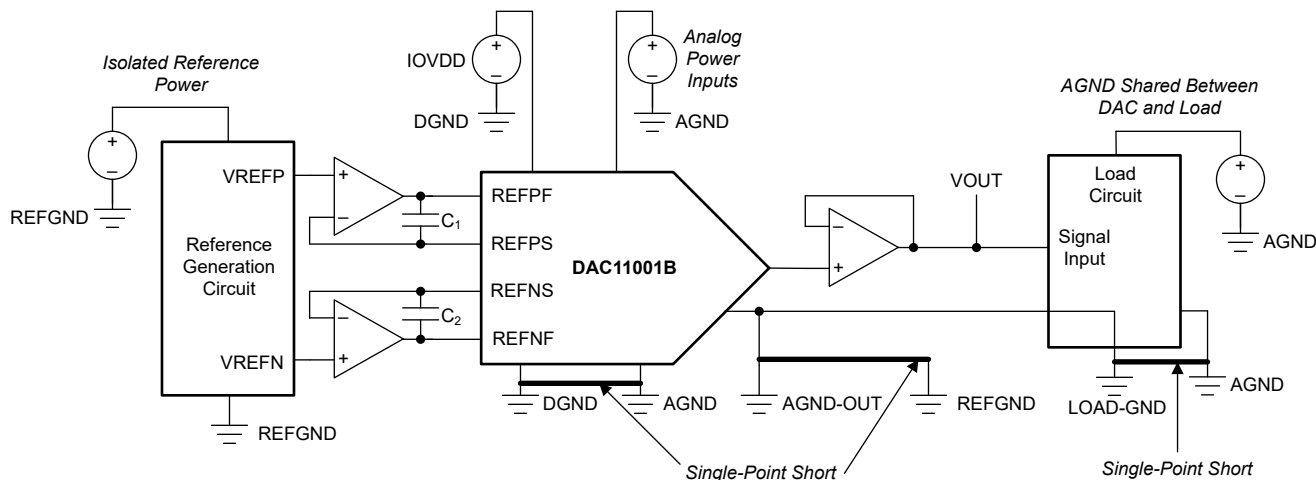 Isolated Reference
Power
IOVDD
Analog
Power
Inputs
AGND Shared Between
DAC and Load
+
−
DGND
+
−
AGND
+
−
REFGND
VREFP
Reference
Generation
Circuit
VREFN
REFGND
+
−
C1
−
+
C2
REFPF
REFPS
DAC11001B
REFNS
REFNF
−
+
VOUT
Load
Circuit
Signal
Input
+
−
AGND
DGND
AGND
AGND-OUT
REFGND
LOAD-GND
AGND
Single-Point Short
Single-Point Short